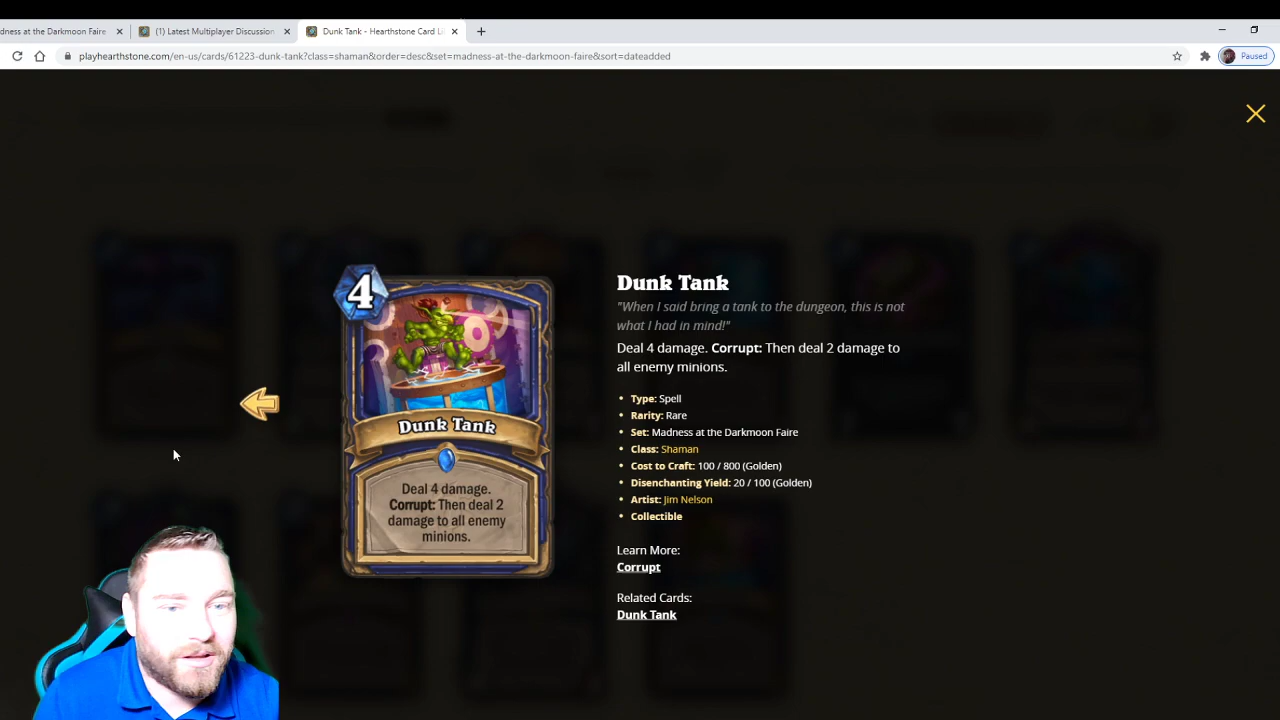 dness at the Darkmoon Faire
(1) Latest Multiplayer Discussion
Dunk Tank - Hearthstone Card Li
playhearthstone.com/en-us/cards/61223-dunk-tank?class=shaman&order=desc&set=madness-at-the-darkmoon-faire&sort=dateadded
Paused
4
Dunk Tank
Deal 4 damage.
Corrupt: Then deal 2
damage to all enemy
minions.
Dunk Tank
"When I said bring a tank to the dungeon, this is not
what I had in mind!"
Deal 4 damage. Corrupt: Then deal 2 damage to
all enemy minions.
Type: Spell
Rarity: Rare
Set: Madness at the Darkmoon Faire
Class: Shaman
Cost to Craft: 100 / 800 (Golden)
Disenchanting Yield: 20 / 100 (Golden)
Artist: Jim Nelson
Collectible
Learn More:
Corrupt
Related Cards:
Dunk Tank